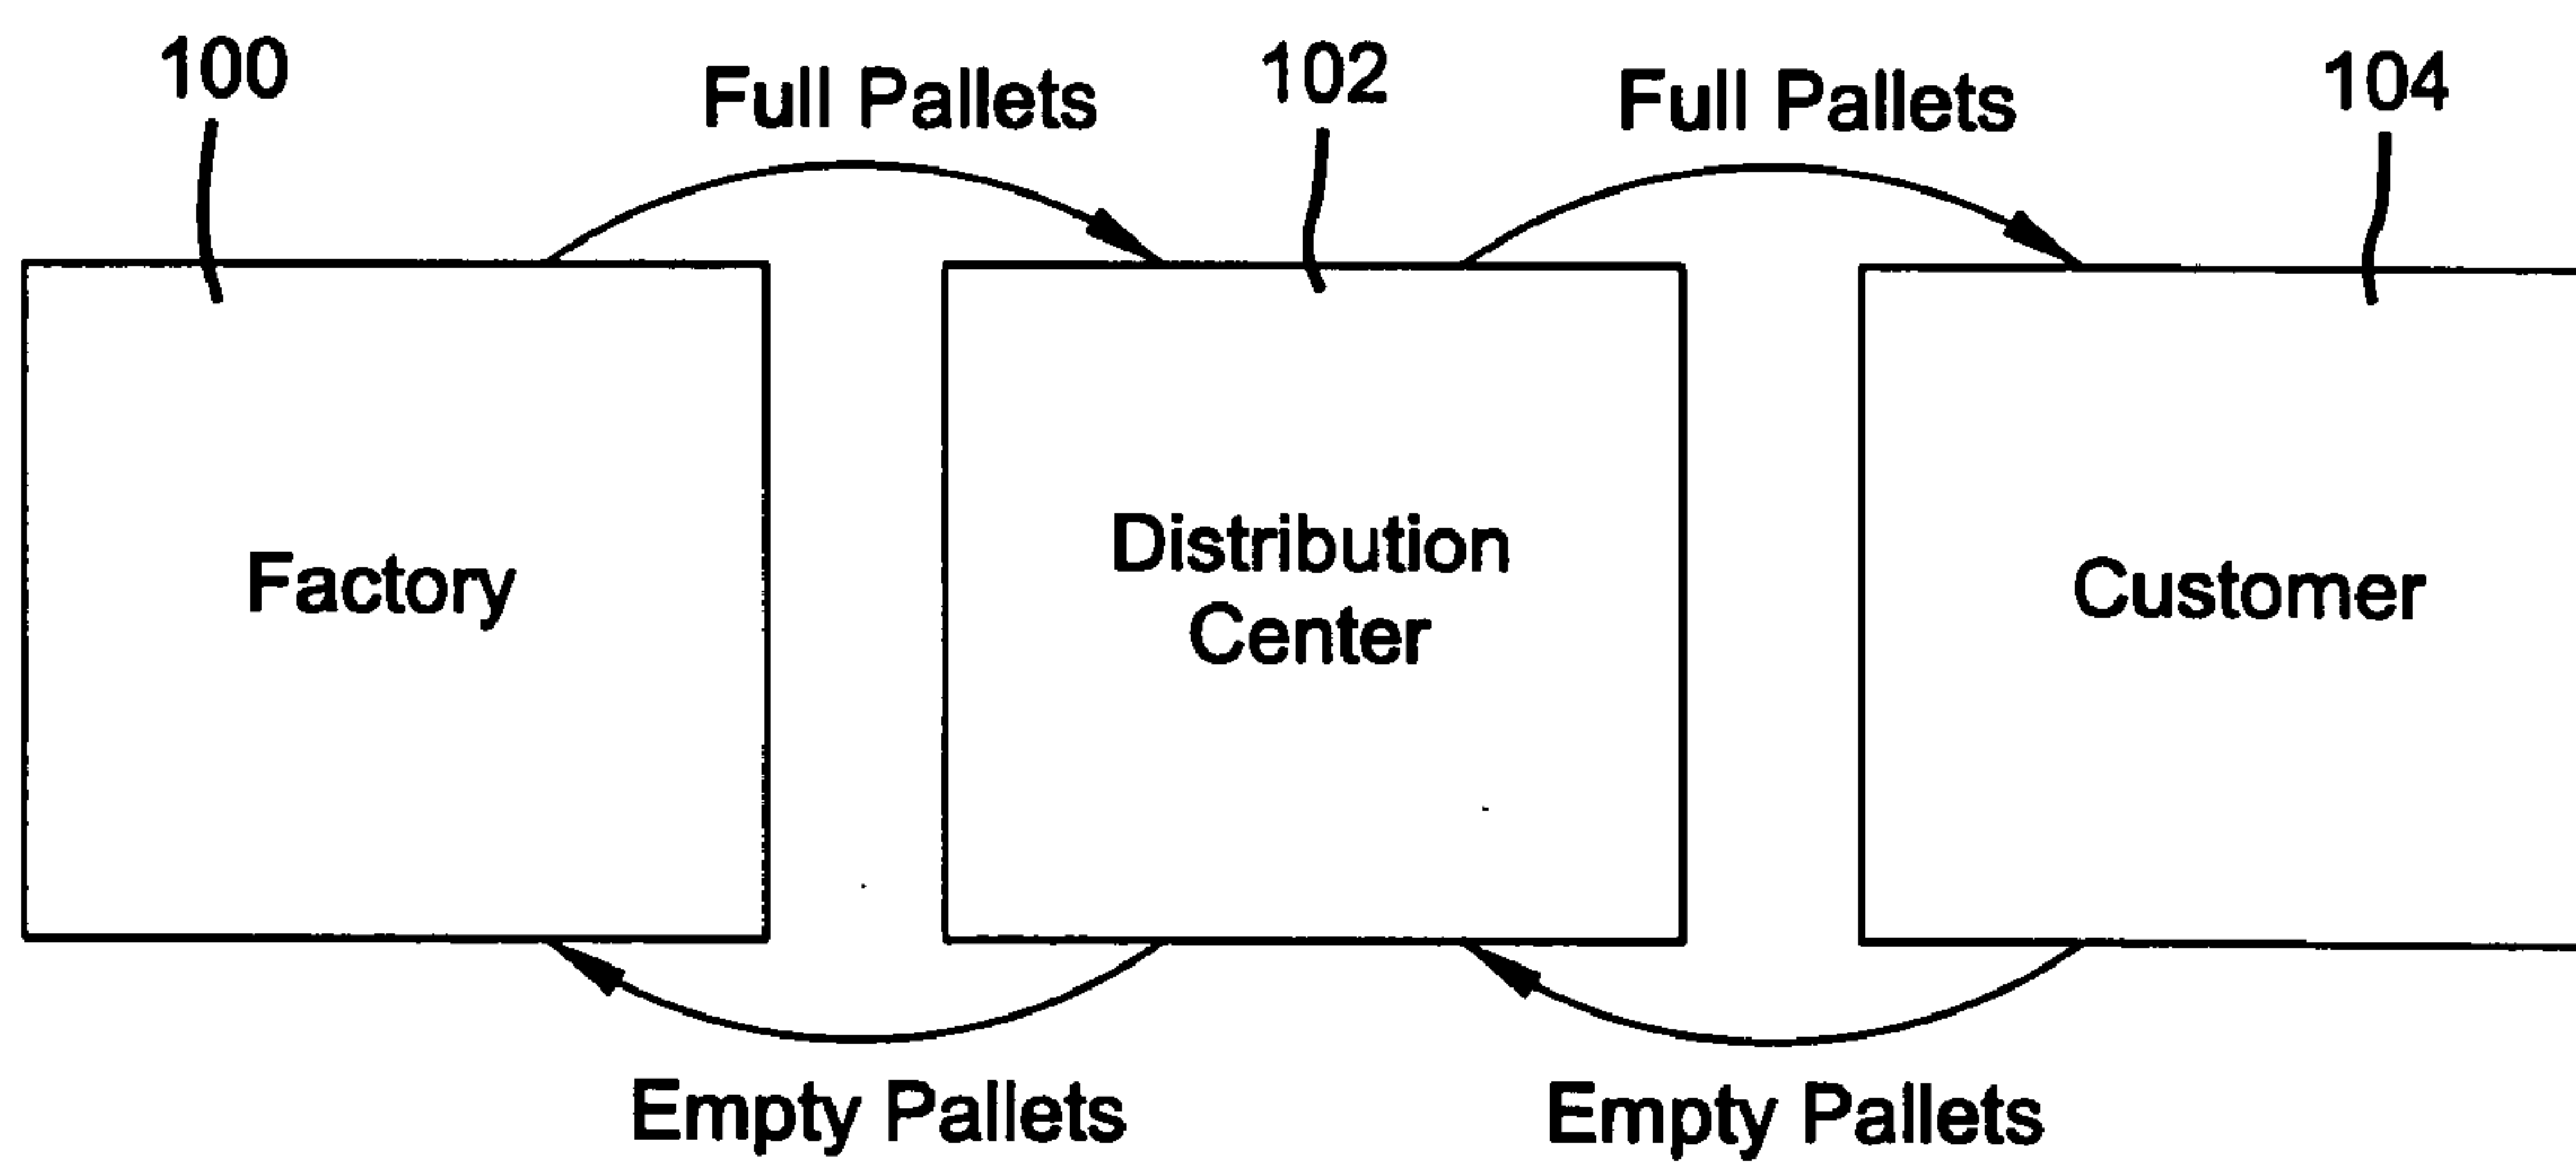 100
Full Pallets
102
Full Pallets
104
Factory
Distribution
Center
Customer
Empty Pallets
Empty Pallets